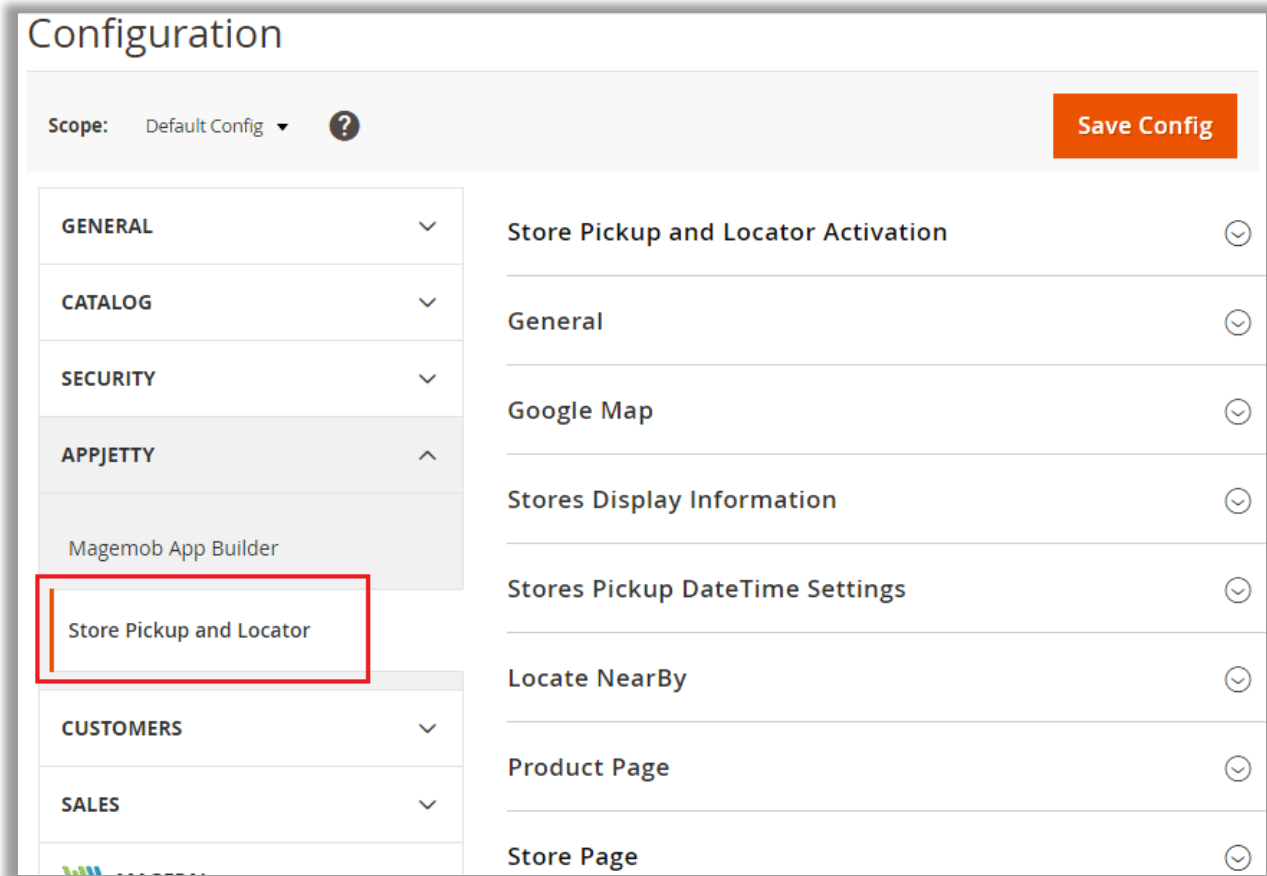 Configuration
Scope: Default Config ? Save Config
GENERAL
CATALOG
SECURITY
APPJETTY
Magemob App Builder
Store Pickup and Locator
CUSTOMERS
SALES
Store Pickup and Locator Activation
General
Google Map
Stores Display Information
Stores Pickup DateTime Settings
Locate NearBy
Product Page
Store Page